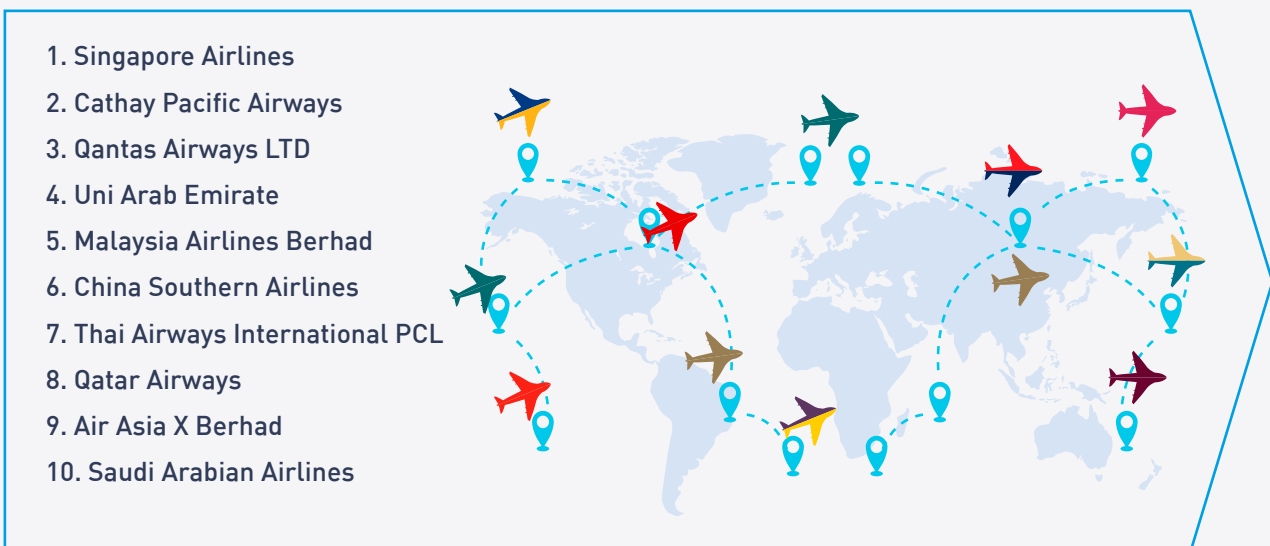 1. Singapore Airlines
2. Cathay Pacific Airways
3. Qantas Airways LTD
4. Uni Arab Emirate
5. Malaysia Airlines Berhad
6. China Southern Airlines
7. Thai Airways International PCL
8. Qatar Airways
9. Air Asia X Berhad
10. Saudi Arabian Airlines